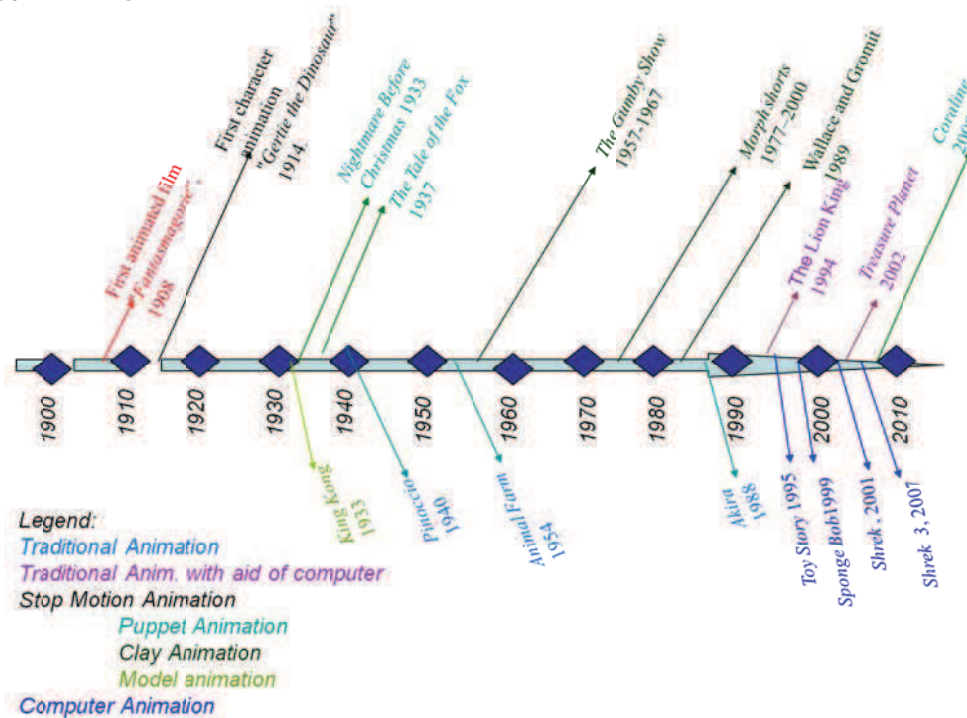 First animated film
"Fantasmagorie",
1908
First character
animation
"Gertie the Dinosaur"
1914
Nightmare Before
Christmas 1933
The Tale of the Fox
1937
The Gumby Show
1957-1967
Morph shorts
1977–2000
Wallace and Gromit
1989
The Lion King
1994
Treasure Planet
2002
Coraline
1900
1910
1920
1930
1940
1950
1960
1970
1980
1990
2000
2010
King Kong
1933
Pinoccio
1940
Animal Farm
1954
Akira
1988
Toy Story 1995
Sponge Bob1999
Shrek , 2001
Shrek 3, 2007
Legend:
Traditional Animation
Traditional Anim. with aid of computer
Stop Motion Animation
Puppet Animation
Clay Animation
Model animation
Computer Animation